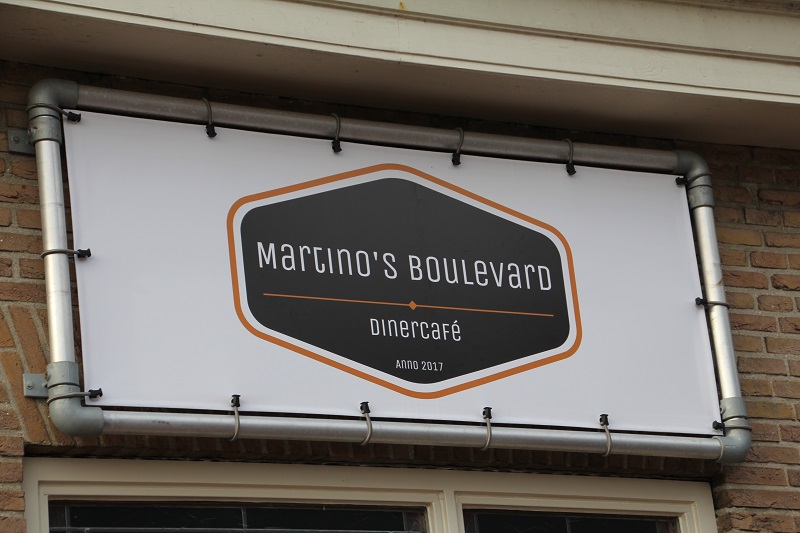 Martino's Boulevard
Dinercafé
Anno 2017